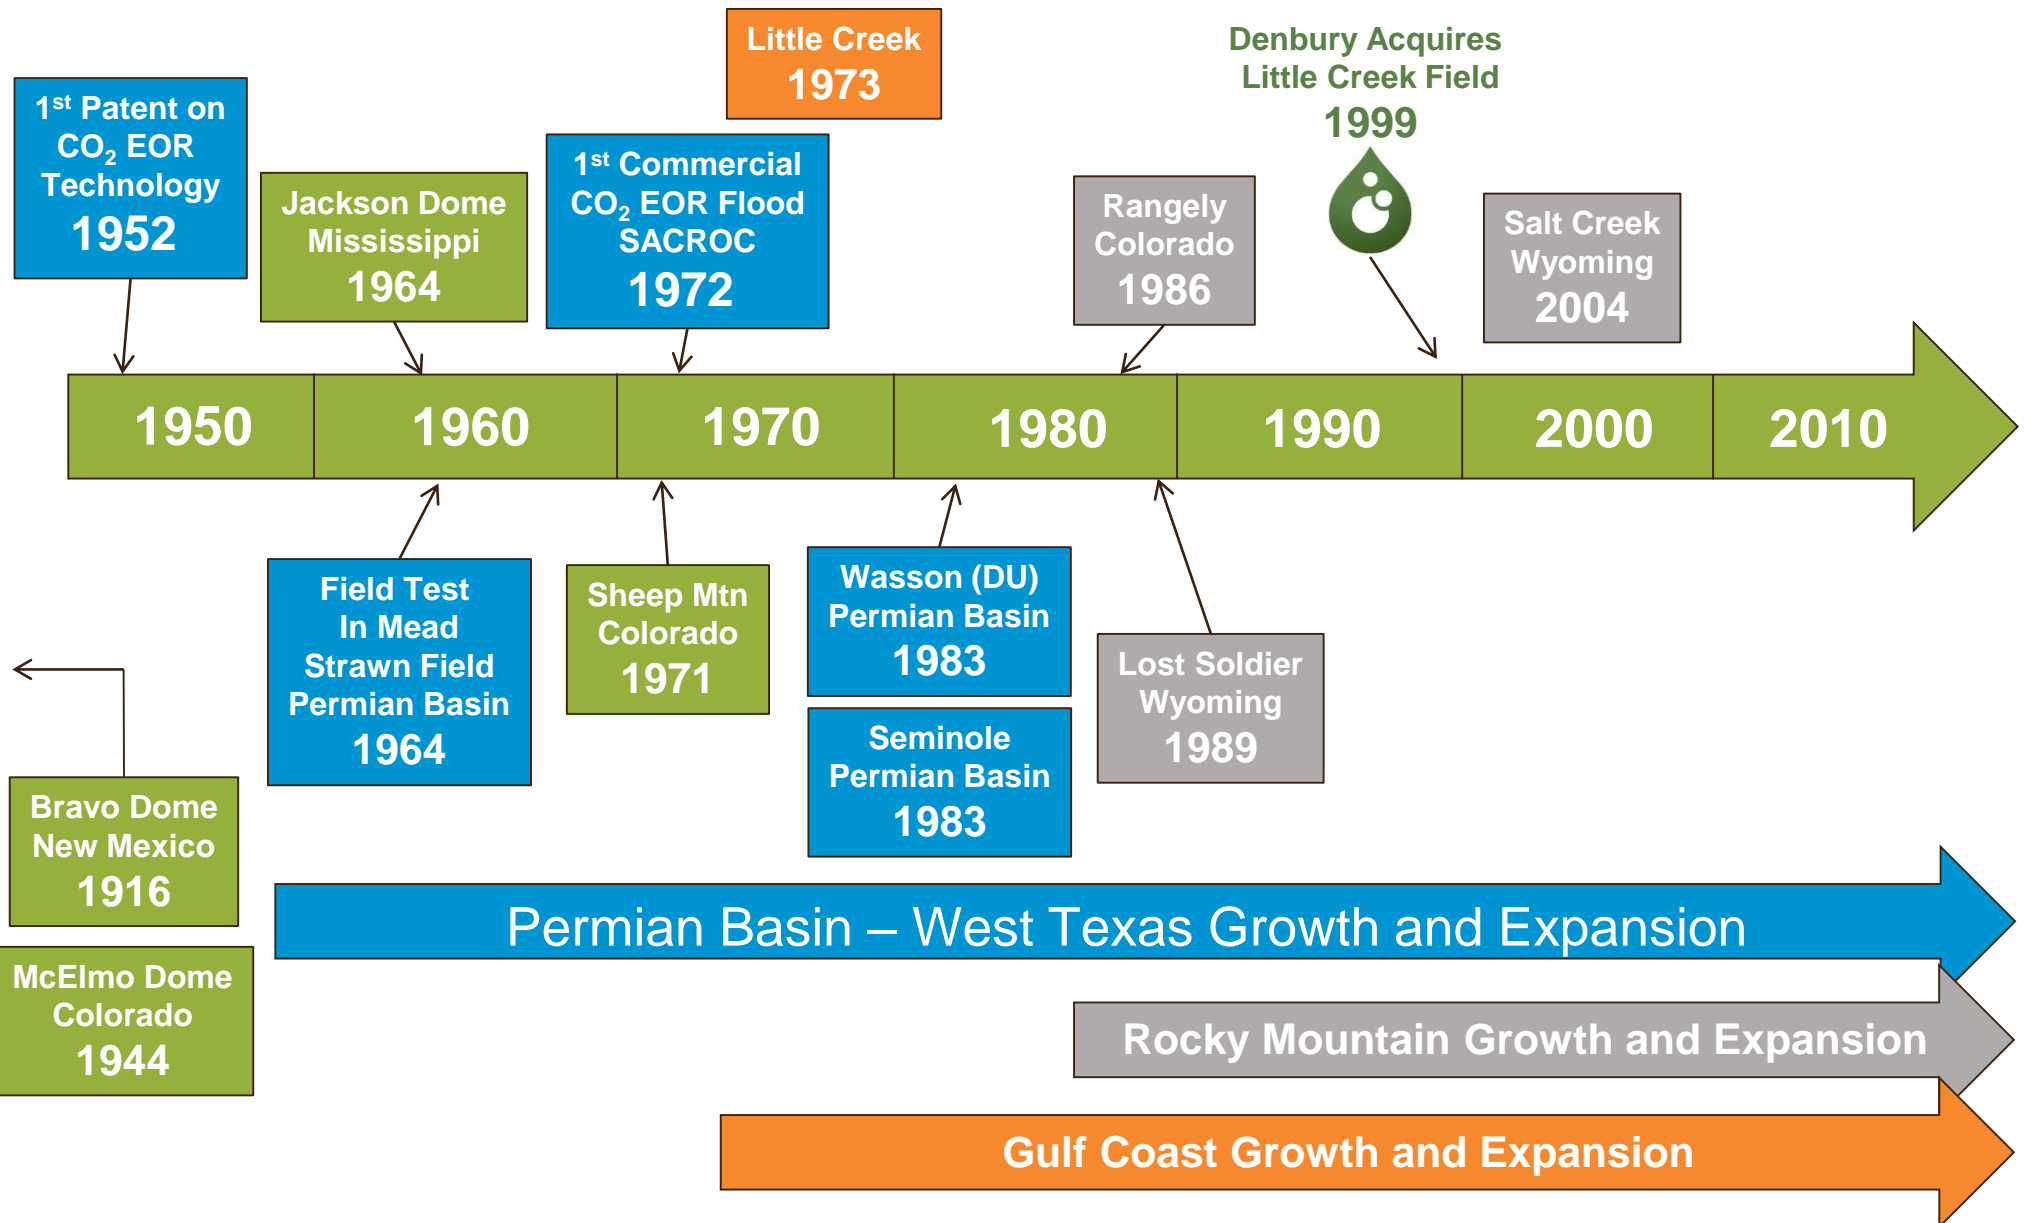 Little Creek
1973
Denbury Acquires
Little Creek Field
1999
1st Patent on
CO2 EOR
Technology
1952
Jackson Dome
Mississippi
1964
1st Commercial
CO2 EOR Flood
SACROC
1972
Rangely
Colorado
1986
Salt Creek
Wyoming
2004
1950 1960 1970 1980 1990 2000 2010
Field Test
In Mead
Strawn Field
Permian Basin
1964
Sheep Mtn
Colorado
1971
Wasson (DU)
Permian Basin
1983
Seminole
Permian Basin
1983
Lost Soldier
Wyoming
1989
Bravo Dome
New Mexico
1916
McElmo Dome
Colorado
1944
Permian Basin – West Texas Growth and Expansion
Rocky Mountain Growth and Expansion
Gulf Coast Growth and Expansion